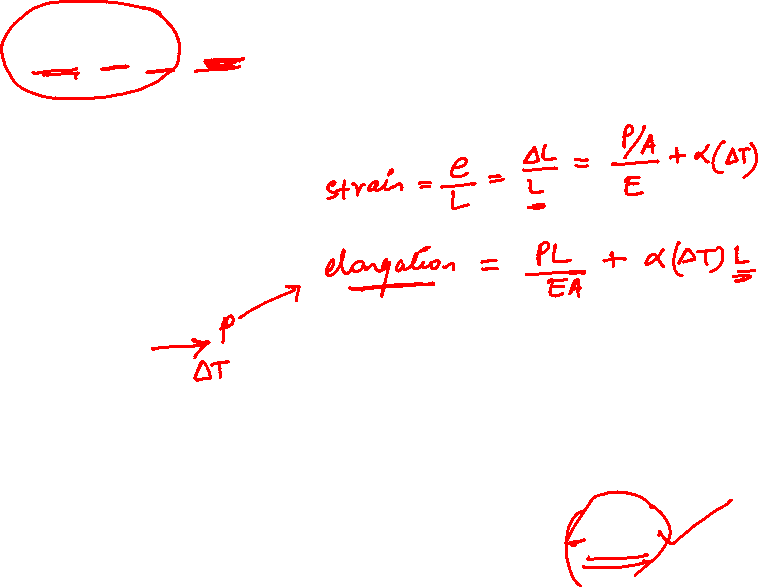 strain = e/L = ΔL/L = P/A/E + α(ΔT)
elongation = PL/EA + α(ΔT) L
P
ΔT